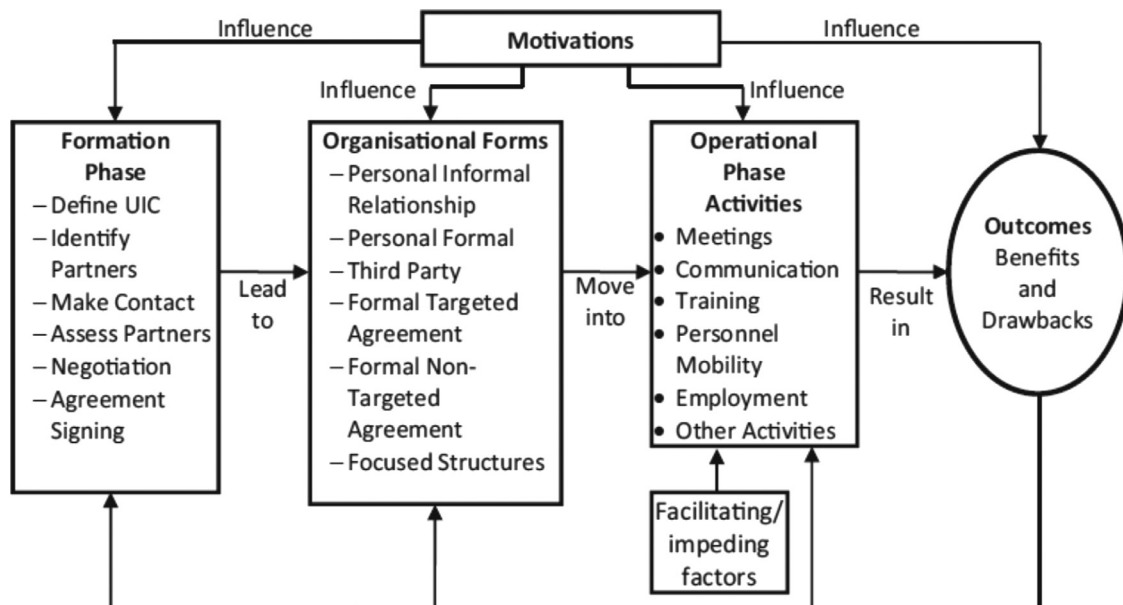 Motivations
Influence
Influence
Influence
Influence
Formation
Phase
– Define UIC
– Identify
Partners
– Make Contact
– Assess Partners
– Negotiation
– Agreement
Signing
Lead
to
Organisational Forms
– Personal Informal
Relationship
– Personal Formal
– Third Party
– Formal Targeted
Agreement
– Formal Non-
Targeted
Agreement
– Focused Structures
Move
into
Operational
Phase
Activities
• Meetings
• Communication
• Training
• Personnel
Mobility
• Employment
• Other Activities
Facilitating/
impeding
factors
Result
in
Outcomes
Benefits
and
Drawbacks